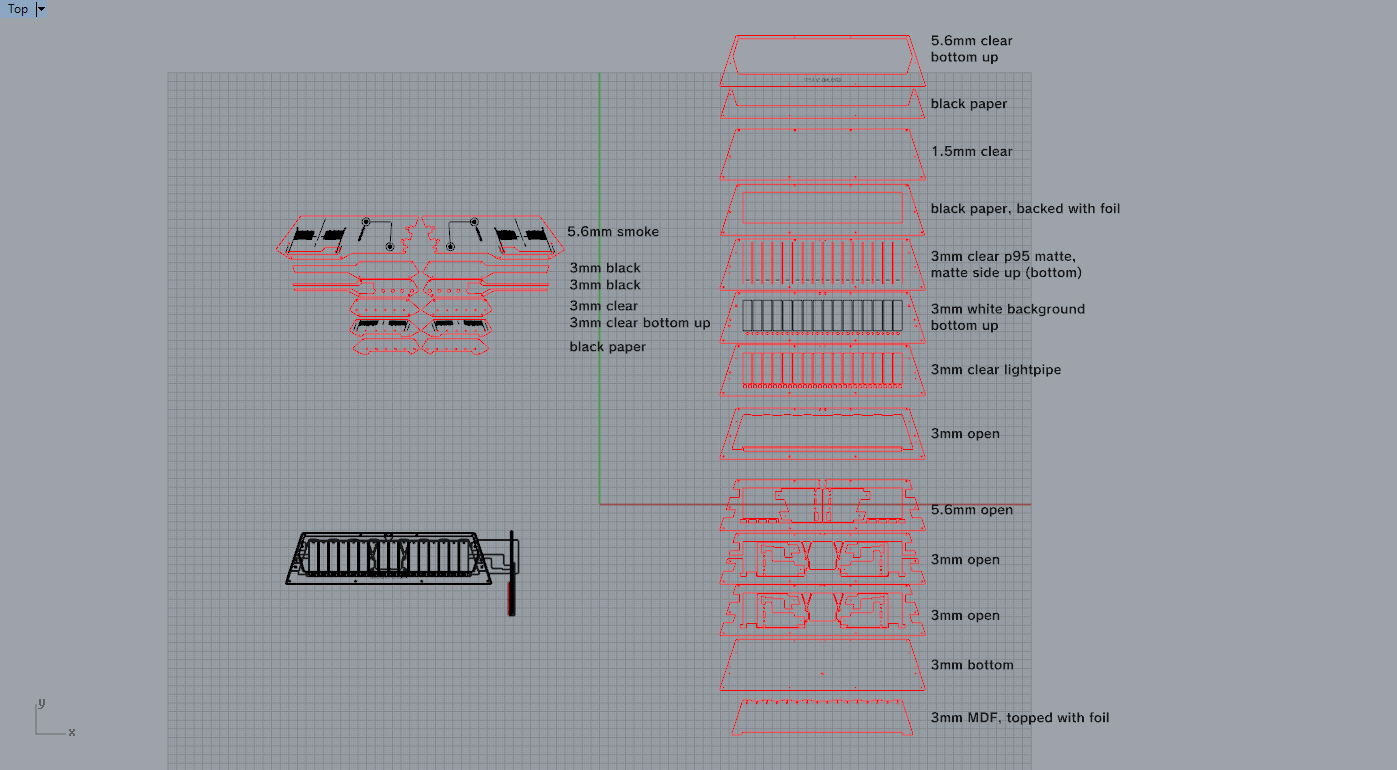 Top
5.6mm clear
bottom up
black paper
1.5mm clear
black paper, backed with foil
3mm clear p95 matte,
matte side up (bottom)
3mm white background
bottom up
3mm clear lightpipe
3mm open
5.6mm open
3mm open
3mm open
3mm bottom
3mm MDF, topped with foil
5.6mm smoke
3mm black
3mm black
3mm clear
3mm clear bottom up
black paper
y
x